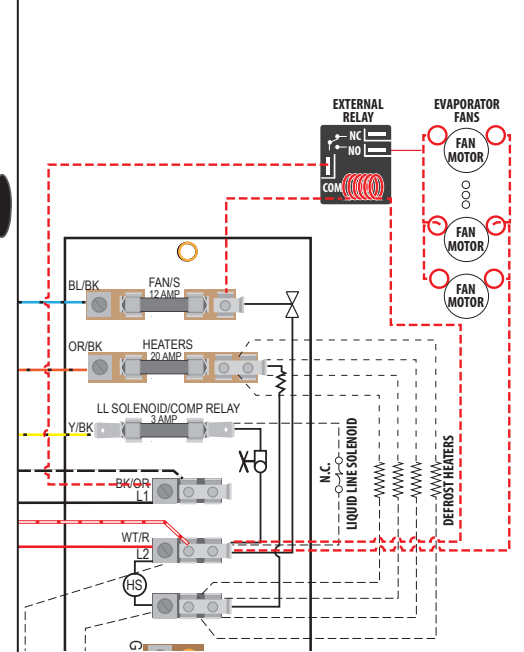 EXTERNAL
RELAY
EVAPORATOR
FANS
NC
NO
COM
FAN
MOTOR
FAN
MOTOR
FAN
MOTOR
BL/BK
FAN/S
12 AMP
OR/BK
HEATERS
20 AMP
LL SOLENOID/COMP RELAY
3 AMP
Y/BK
N.C.
LIQUID LINE SOLENOID
DEFROST HEATERS
BK/OR
L1
WT/R
L2
HS
G